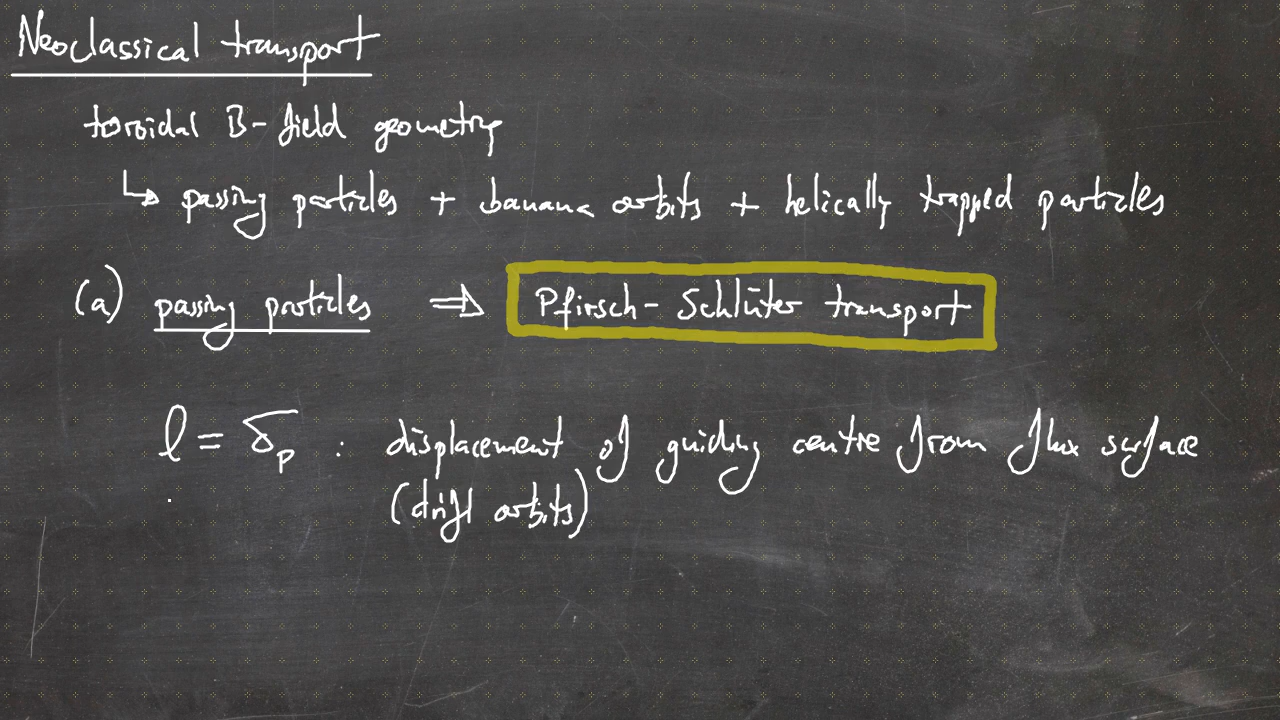 Neoclassical transport
toroidal B-field geometry
↳ passing particles + banana orbits + helically trapped particles
(a) passing particles ⇒ Pfirsch-Schlüter transport
l = δp : displacement of guiding centre from flux surface
(drift orbits)